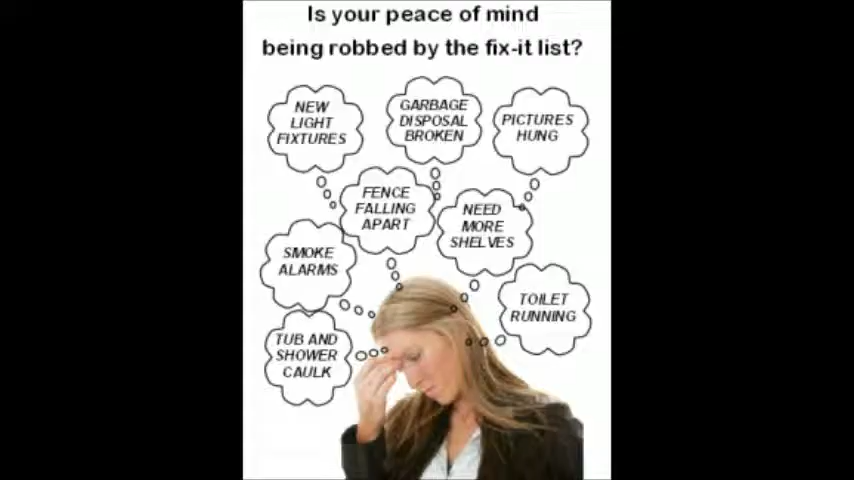 Is your peace of mind
being robbed by the fix-it list?
NEW
LIGHT
FIXTURES
GARBAGE
DISPOSAL
BROKEN
PICTURES
HUNG
FENCE
FALLING
APART
NEED
MORE
SHELVES
SMOKE
ALARMS
TOILET
RUNNING
TUB AND
SHOWER
CAULK